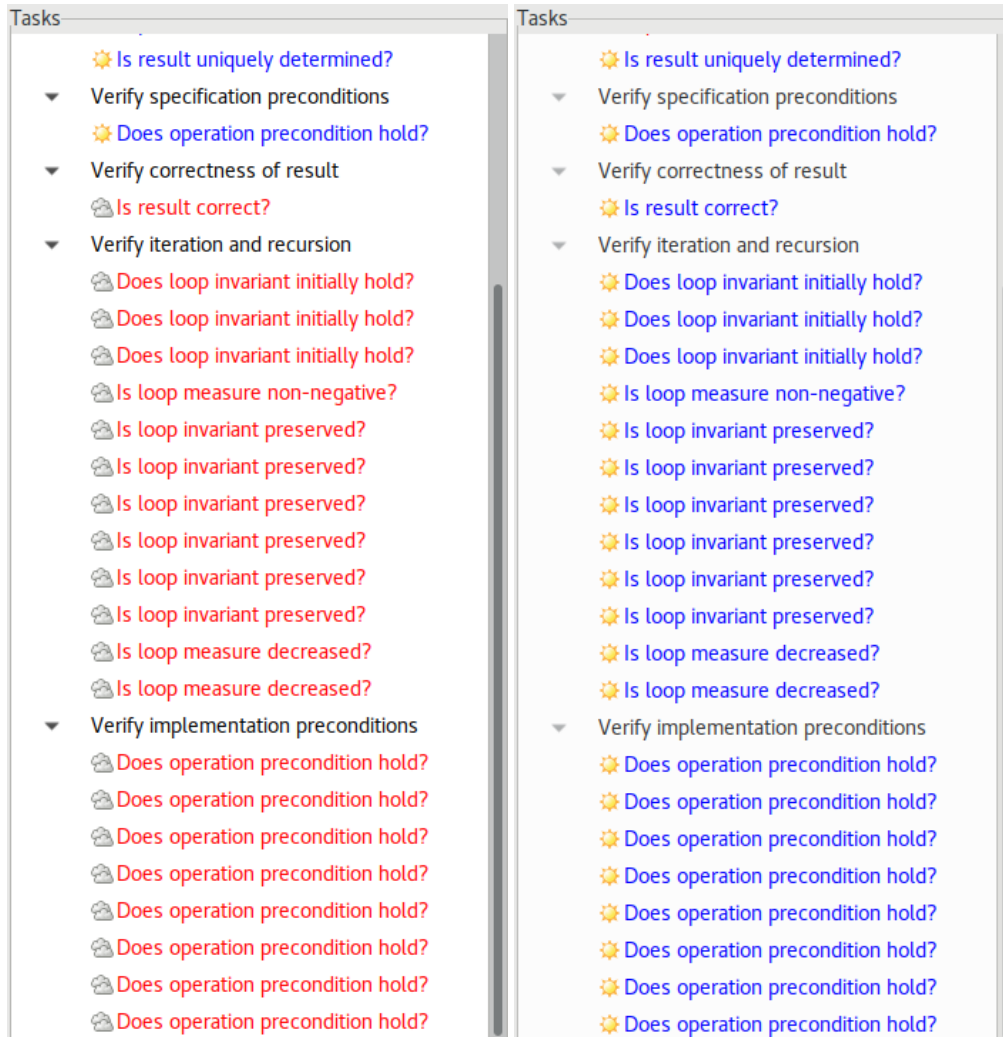 Tasks
Is result uniquely determined?
Verify specification preconditions
Does operation precondition hold?
Verify correctness of result
Is result correct?
Verify iteration and recursion
Does loop invariant initially hold?
Does loop invariant initially hold?
Does loop invariant initially hold?
Is loop measure non-negative?
Is loop invariant preserved?
Is loop invariant preserved?
Is loop invariant preserved?
Is loop invariant preserved?
Is loop invariant preserved?
Is loop invariant preserved?
Is loop measure decreased?
Is loop measure decreased?
Verify implementation preconditions
Does operation precondition hold?
Does operation precondition hold?
Does operation precondition hold?
Does operation precondition hold?
Does operation precondition hold?
Does operation precondition hold?
Does operation precondition hold?
Does operation precondition hold?
Tasks
Is result uniquely determined?
Verify specification preconditions
Does operation precondition hold?
Verify correctness of result
Is result correct?
Verify iteration and recursion
Does loop invariant initially hold?
Does loop invariant initially hold?
Does loop invariant initially hold?
Is loop measure non-negative?
Is loop invariant preserved?
Is loop invariant preserved?
Is loop invariant preserved?
Is loop invariant preserved?
Is loop invariant preserved?
Is loop invariant preserved?
Is loop measure decreased?
Is loop measure decreased?
Verify implementation preconditions
Does operation precondition hold?
Does operation precondition hold?
Does operation precondition hold?
Does operation precondition hold?
Does operation precondition hold?
Does operation precondition hold?
Does operation precondition hold?
Does operation precondition hold?